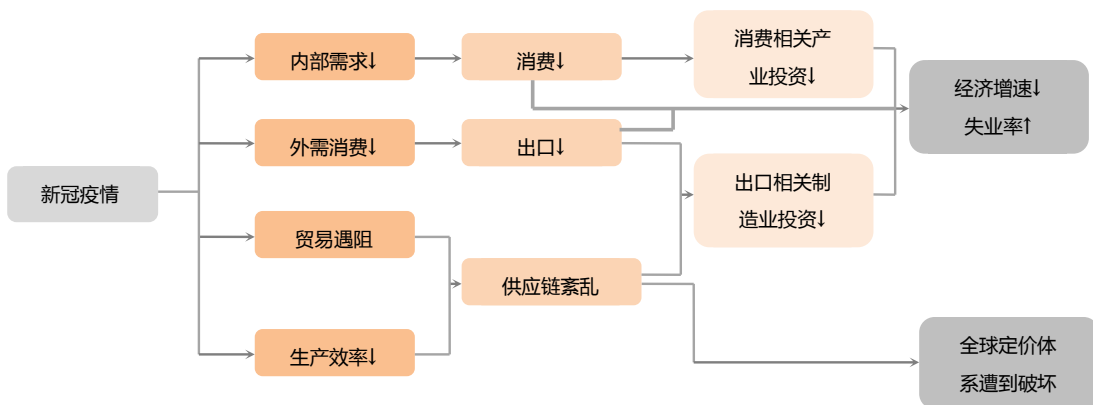 新冠疫情
内部需求↓
外需消费↓
贸易遇阻
生产效率↓
消费↓
出口↓
供应链紊乱
消费相关产
业投资↓
出口相关制
造业投资↓
经济增速↓
失业率↑
全球定价体
系遭到破坏